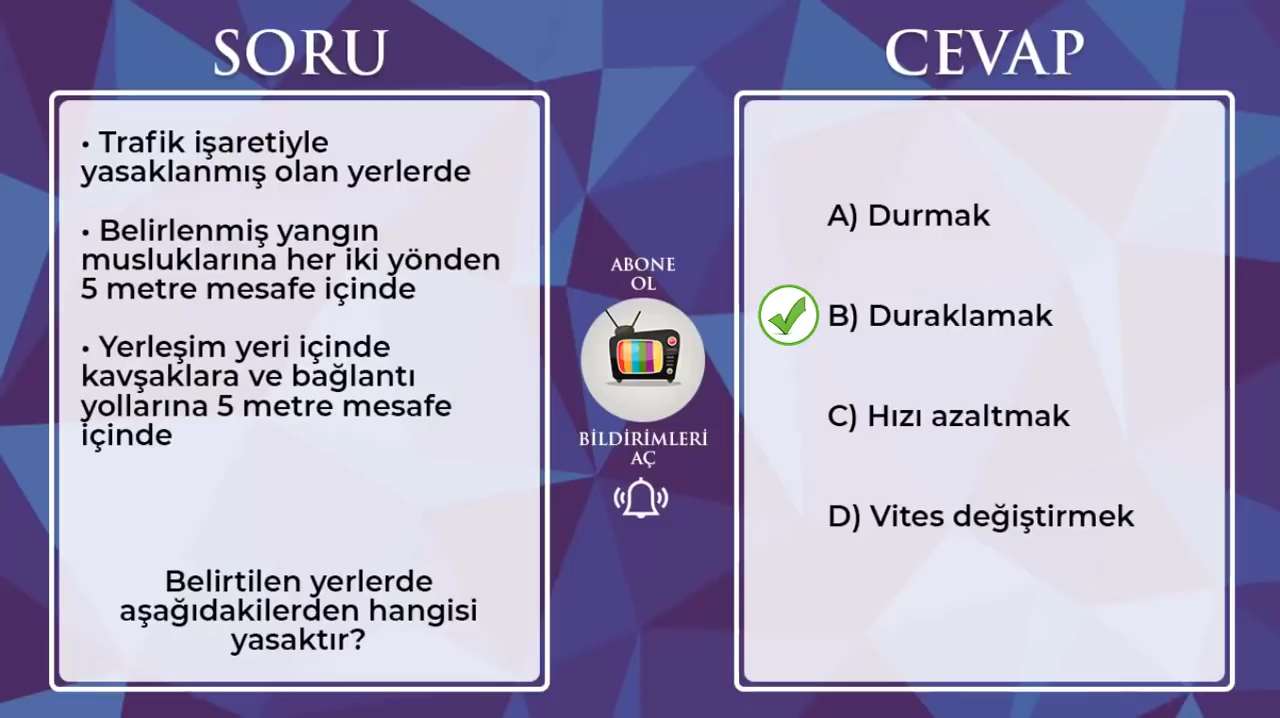 SORU
• Trafik işaretiyle
yasaklanmış olan yerlerde
• Belirlenmiş yangın
musluklarına her iki yönden
5 metre mesafe içinde
• Yerleşim yeri içinde
kavşaklara ve bağlantı
yollarına 5 metre mesafe
içinde
Belirtilen yerlerde
aşağıdakilerden hangisi
yasaktır?
ABONE
OL
BİLDİRİMLERİ
AÇ
CEVAP
A) Durmak
B) Duraklamak
C) Hızı azaltmak
D) Vites değiştirmek